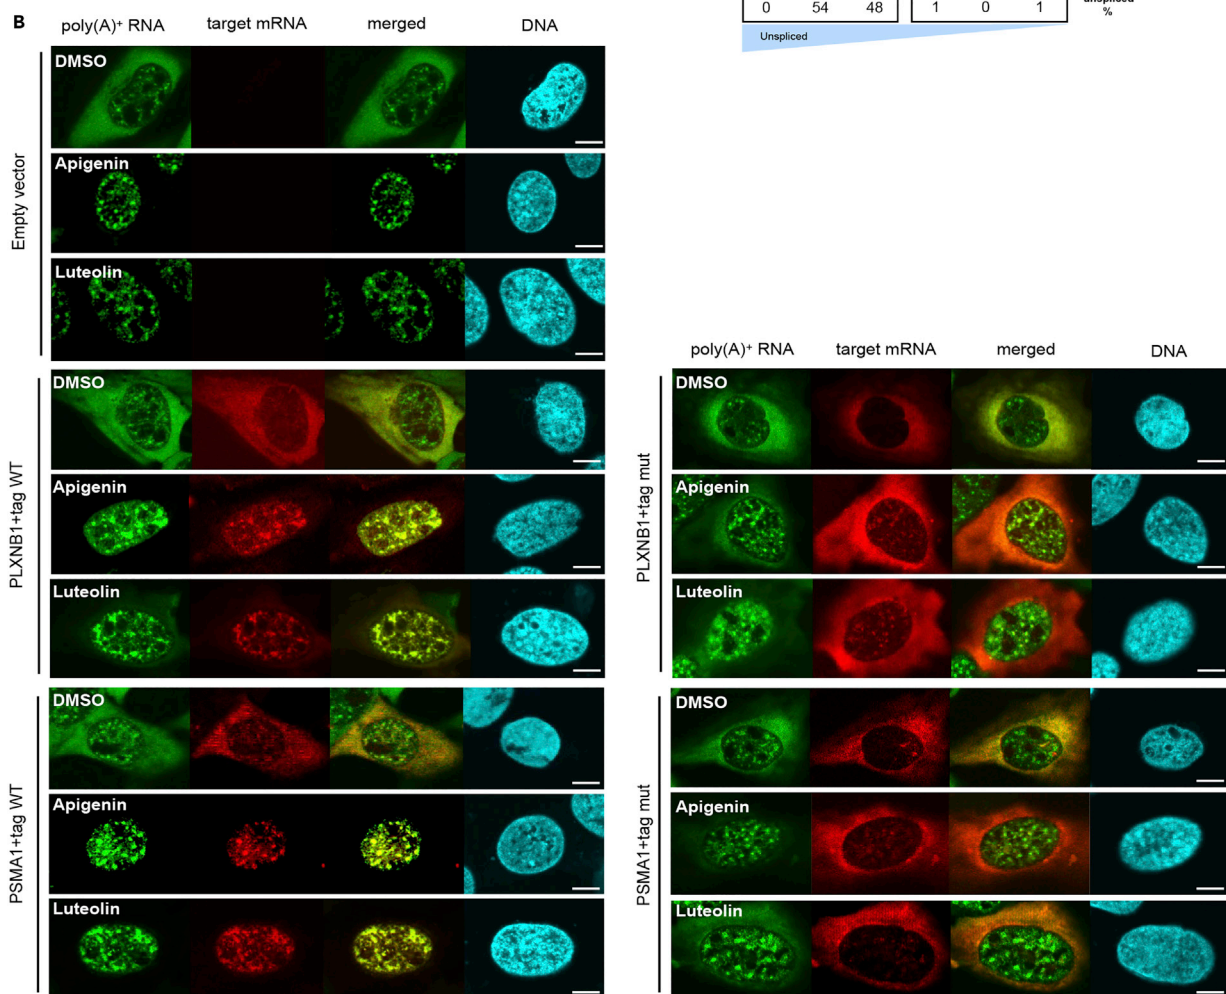 unspliced
%
0 54 48 1 0 1
Unspliced
B
poly(A)+ RNA target mRNA merged DNA
Empty vector
DMSO
Apigenin
Luteolin
PLXNB1+tag WT
DMSO
Apigenin
Luteolin
PSMA1+tag WT
DMSO
Apigenin
Luteolin
poly(A)+ RNA target mRNA merged DNA
PLXNB1+tag mut
DMSO
Apigenin
Luteolin
PSMA1+tag mut
DMSO
Apigenin
Luteolin